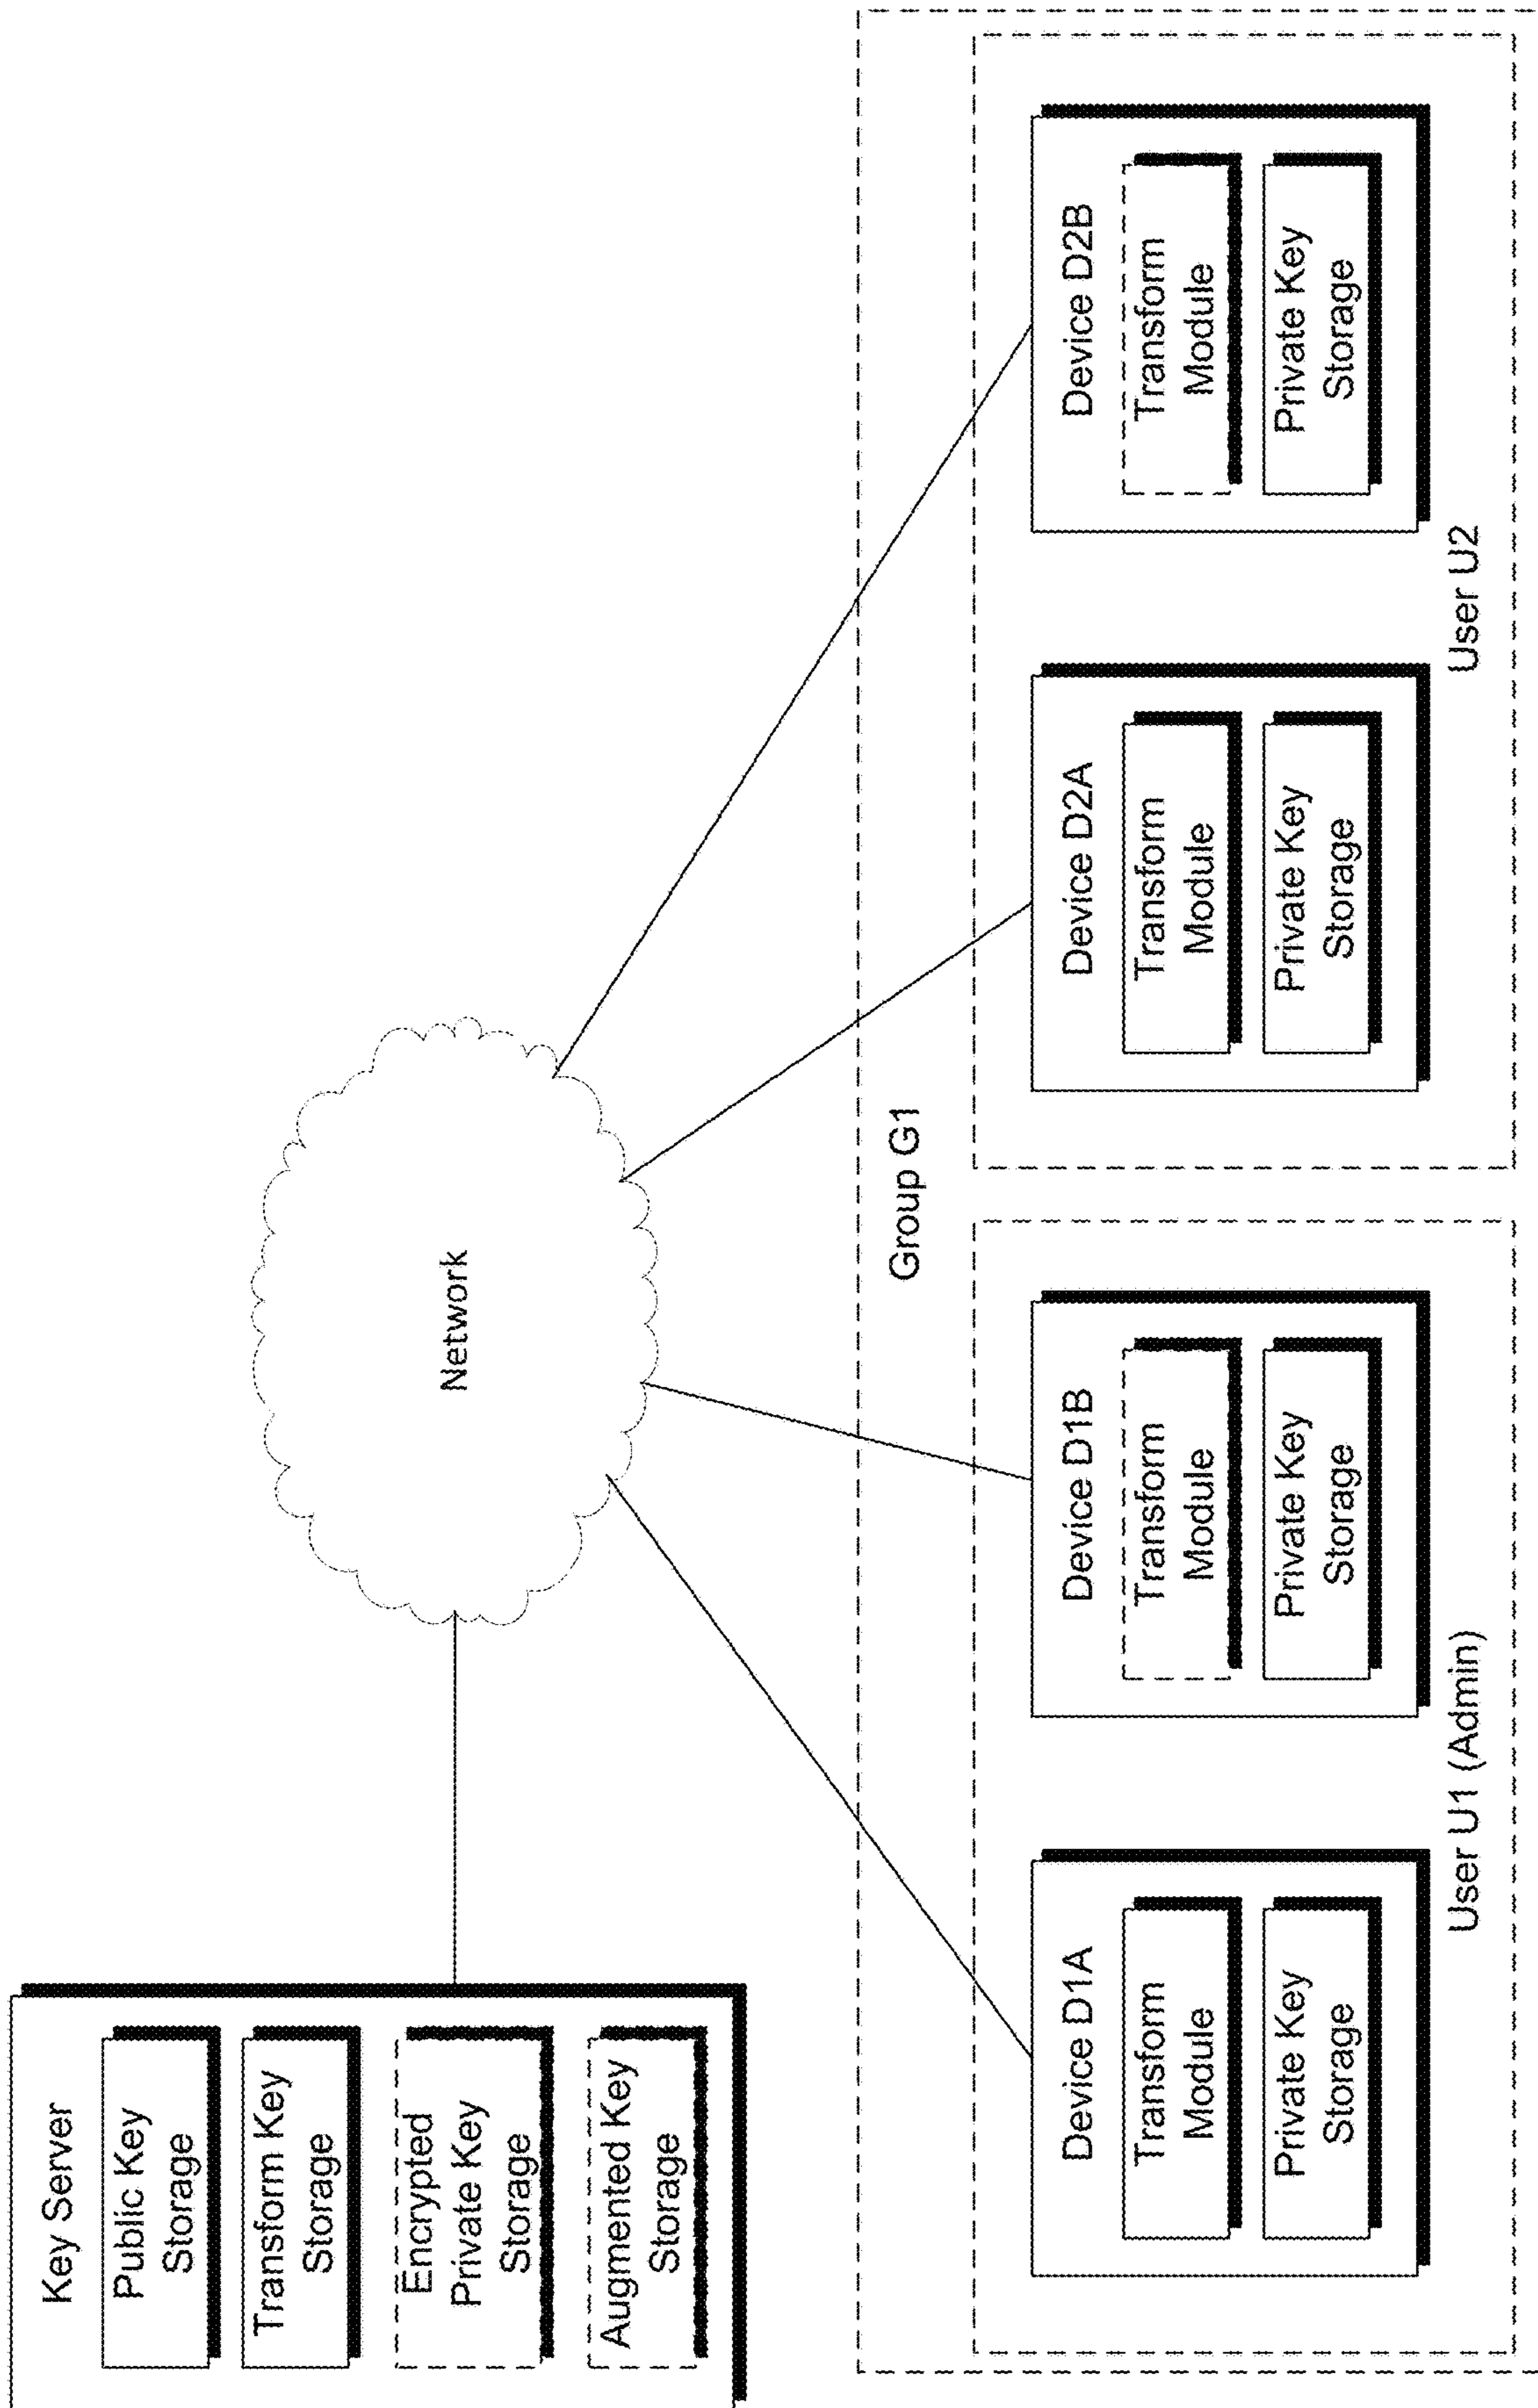 Key Server
Public Key
Storage
Transform Key
Storage
Encrypted
Private Key
Storage
Augmented Key
Storage
Network
Group G1
Device D1A
Transform
Module
Private Key
Storage
Device D1B
Transform
Module
Private Key
Storage
User U1 (Admin)
Device D2A
Transform
Module
Private Key
Storage
Device D2B
Transform
Module
Private Key
Storage
User U2